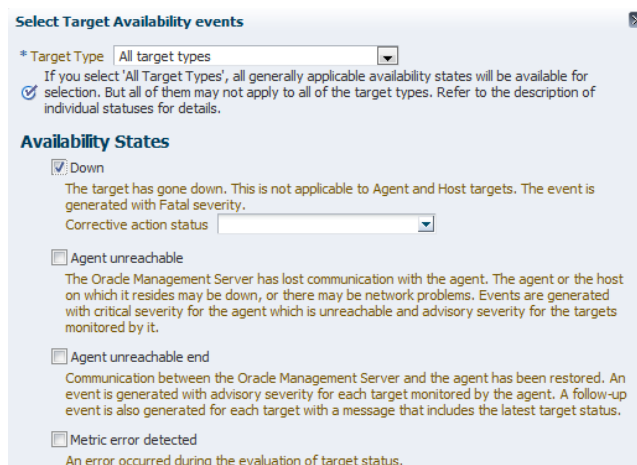 Select Target Availability events
* Target Type All target types
If you select 'All Target Types', all generally applicable availability states will be available for
selection. But all of them may not apply to all of the target types. Refer to the description of
individual statuses for details.
Availability States
Down
The target has gone down. This is not applicable to Agent and Host targets. The event is
generated with Fatal severity.
Corrective action status
Agent unreachable
The Oracle Management Server has lost communication with the agent. The agent or the host
on which it resides may be down, or there may be network problems. Events are generated
with critical severity for the agent which is unreachable and advisory severity for the targets
monitored by it.
Agent unreachable end
Communication between the Oracle Management Server and the agent has been restored. An
event is generated with advisory severity for each target monitored by the agent. A follow-up
event is also generated for each target with a message that includes the latest target status.
Metric error detected
An error occurred during the evaluation of target status.